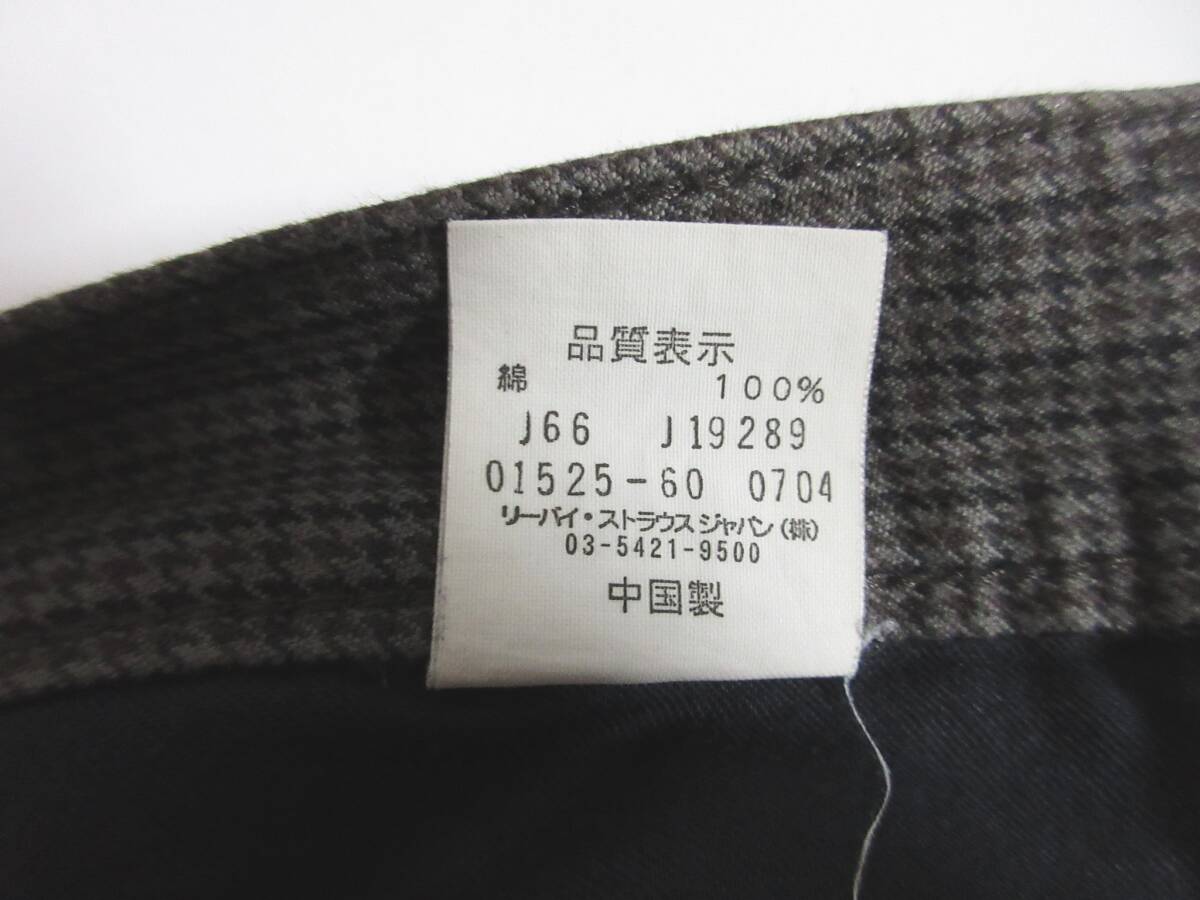 品質表示
綿 100%
J66 J19289
01525-60 0704
リーバイ・ストラウス ジャパン(株)
03-5421-9500
中国製